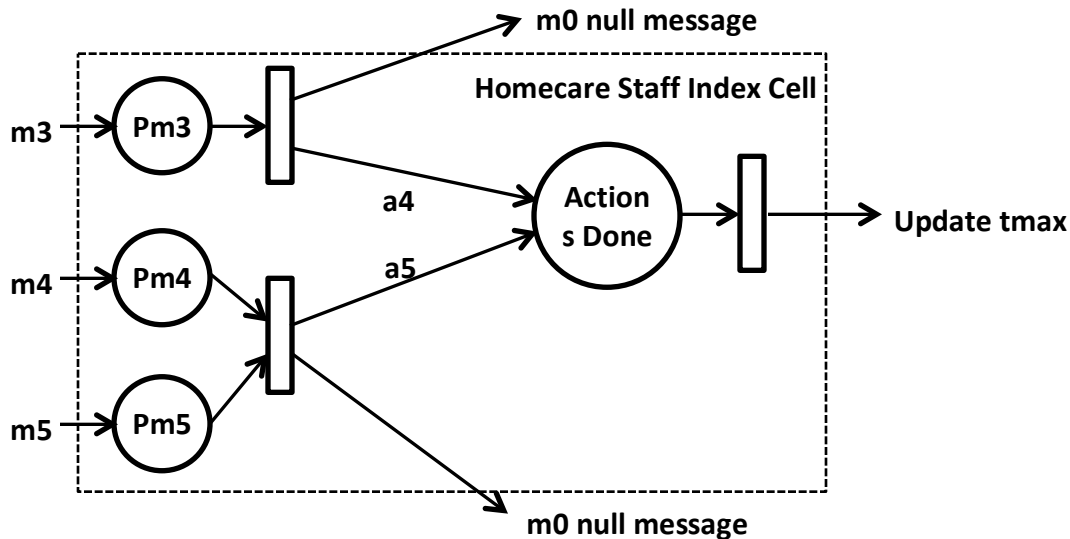 m0 null message
Homecare Staff Index Cell
m3
Pm3
a4
Action
s Done
Update tmax
m4
Pm4
a5
m5
Pm5
m0 null message